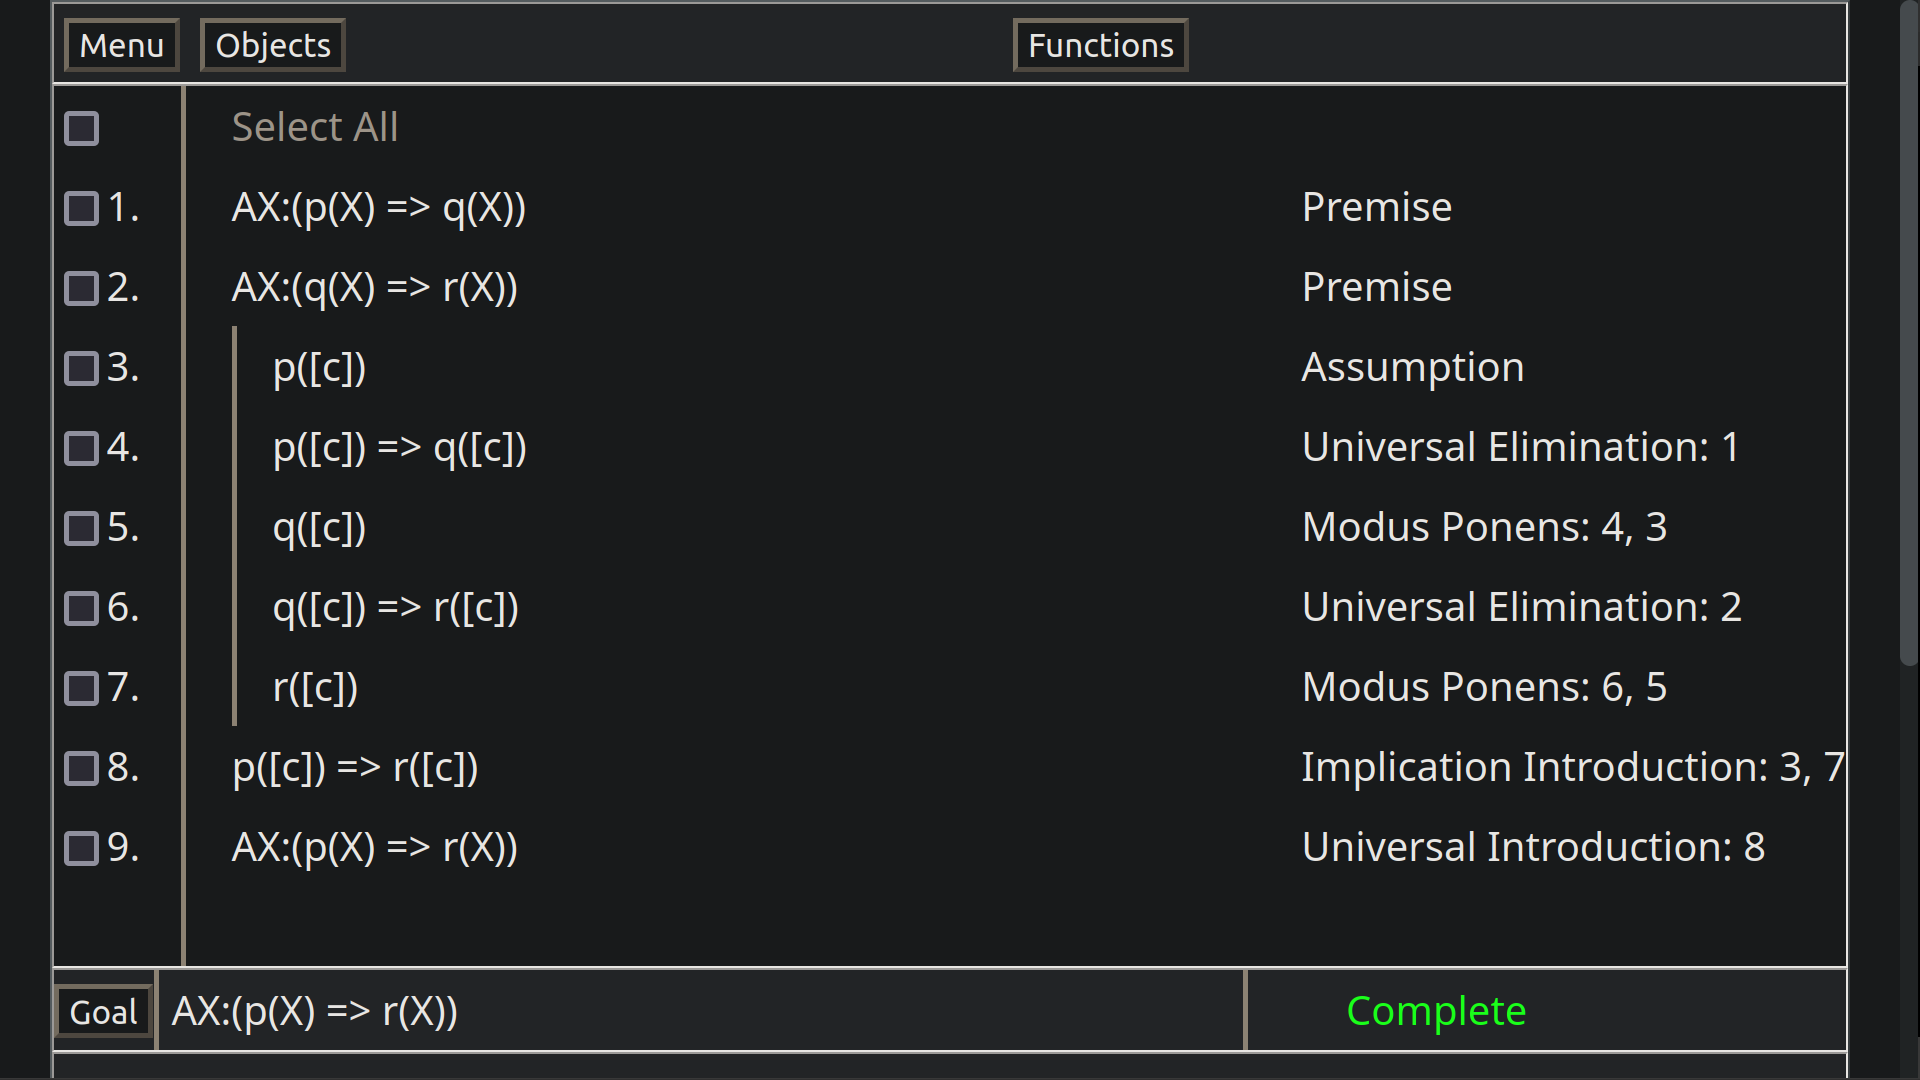 Menu Objects Functions
Select All
1. AX:(p(X) => q(X)) Premise
2. AX:(q(X) => r(X)) Premise
3. p([c]) Assumption
4. p([c]) => q([c]) Universal Elimination: 1
5. q([c]) Modus Ponens: 4, 3
6. q([c]) => r([c]) Universal Elimination: 2
7. r([c]) Modus Ponens: 6, 5
8. p([c]) => r([c]) Implication Introduction: 3, 7
9. AX:(p(X) => r(X)) Universal Introduction: 8
Goal AX:(p(X) => r(X)) Complete